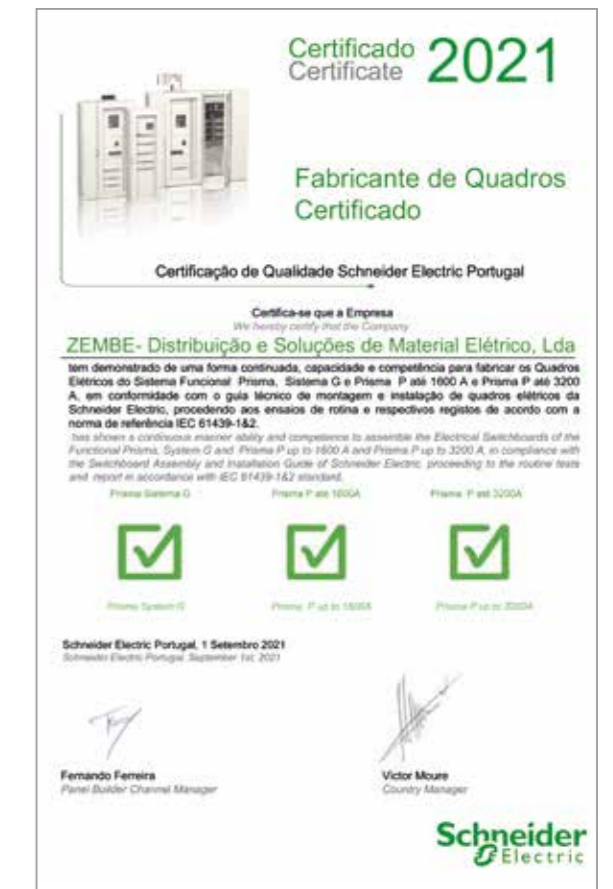 Certificado 2021
Certificate
Fabricante de Quadros
Certificado
Certificação de Qualidade Schneider Electric Portugal
Certifica-se que a Empresa
We hereby certify that the Company
ZEMBE- Distribuição e Soluções de Material Elétrico, Lda
tem demonstrado de uma forma continuada, capacidade e competência para fabricar os Quadros
Elétricos do Sistema Funcional Prisma, Sistema G e Prisma P até 1600 A e Prisma P até 3200
A, em conformidade com o guia técnico de montagem e instalação de quadros elétricos da
Schneider Electric, procedendo aos ensaios de rotina e respectivos registos de acordo com a
norma de referência IEC 61439-1&2.
has shown a continuous manner ability and competence to assemble the Electrical Switchboards of the
Functional Prisma, System G and Prisma P up to 1600 A and Prisma P up to 3200 A, in compliance with
the Switchboard Assembly and Installation Guide of Schneider Electric, proceeding to the routine tests
and report in accordance with IEC 61439-1&2 standard.
Prisma Sistema G Prisma P até 1600A Prisma P até 3200A
Prisma System G Prisma P up to 1600A Prisma P up to 3200A
Schneider Electric Portugal, 1 Setembro 2021
Schneider Electric Portugal, September 1st, 2021
Fernando Ferreira Victor Moure
Panel Builder Channel Manager Country Manager
Schneider
Electric